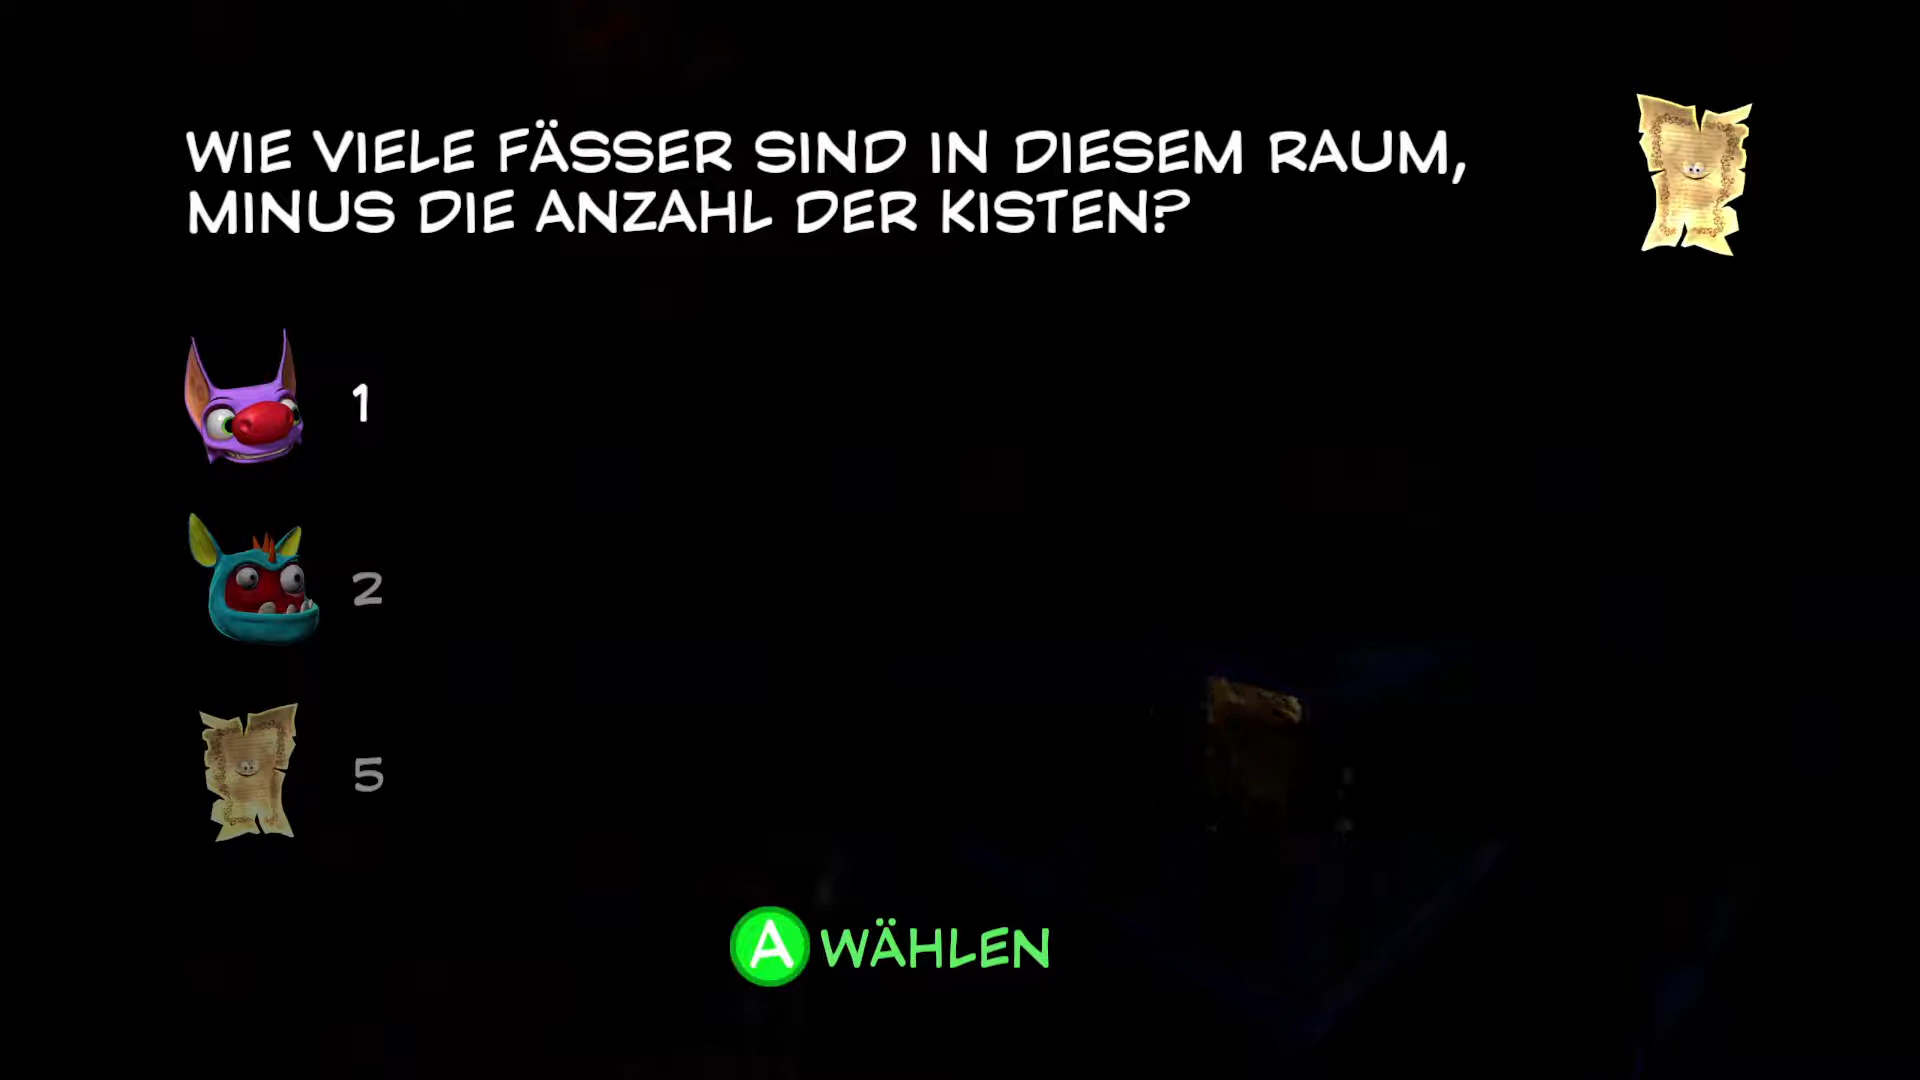 WIE VIELE FÄSSER SIND IN DIESEM RAUM,
MINUS DIE ANZAHL DER KISTEN?
1
2
5
A WÄHLEN